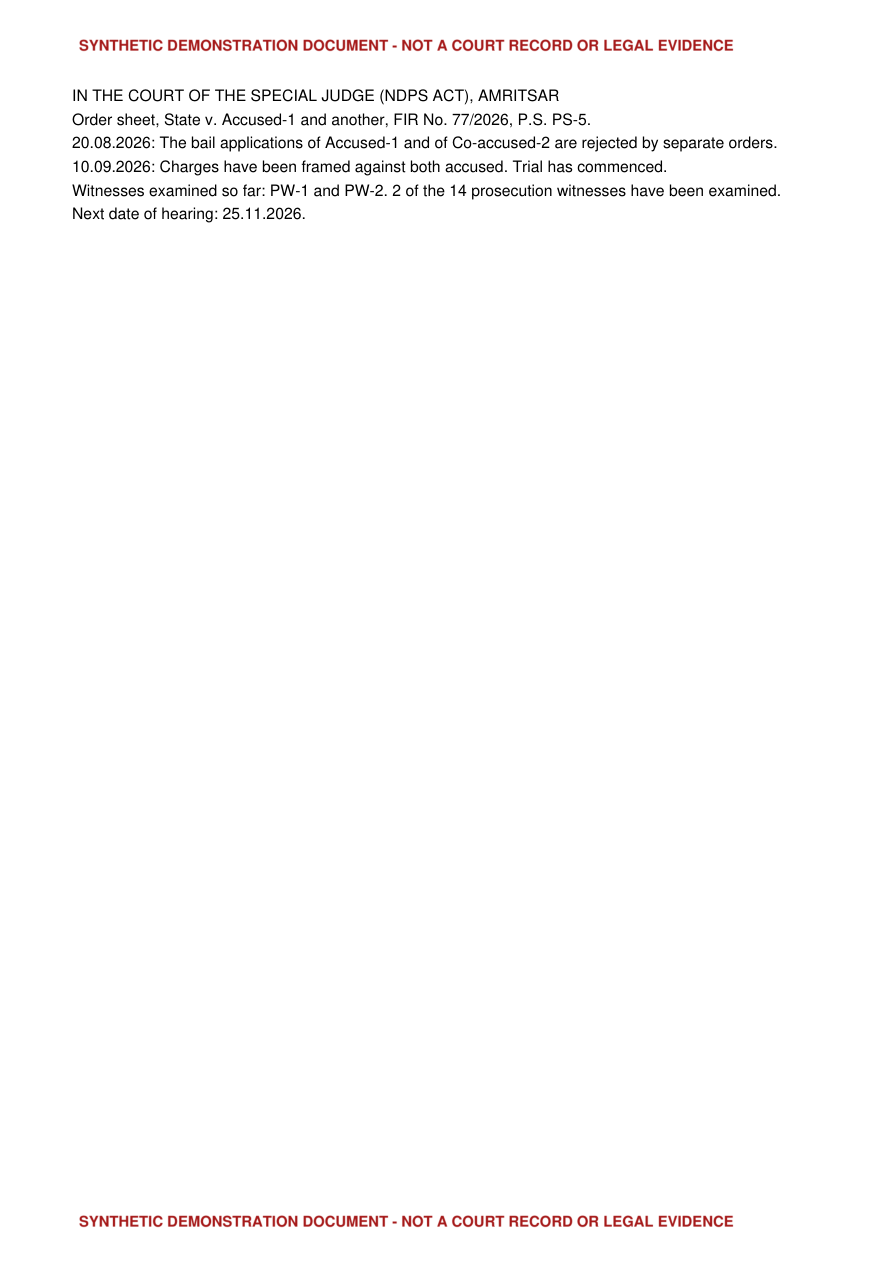 SYNTHETIC DEMONSTRATION DOCUMENT - NOT A COURT RECORD OR LEGAL EVIDENCE
IN THE COURT OF THE SPECIAL JUDGE (NDPS ACT), AMRITSAR
Order sheet, State v. Accused-1 and another, FIR No. 77/2026, P.S. PS-5.
20.08.2026: The bail applications of Accused-1 and of Co-accused-2 are rejected by separate orders.
10.09.2026: Charges have been framed against both accused. Trial has commenced.
Witnesses examined so far: PW-1 and PW-2. 2 of the 14 prosecution witnesses have been examined.
Next date of hearing: 25.11.2026.
SYNTHETIC DEMONSTRATION DOCUMENT - NOT A COURT RECORD OR LEGAL EVIDENCE